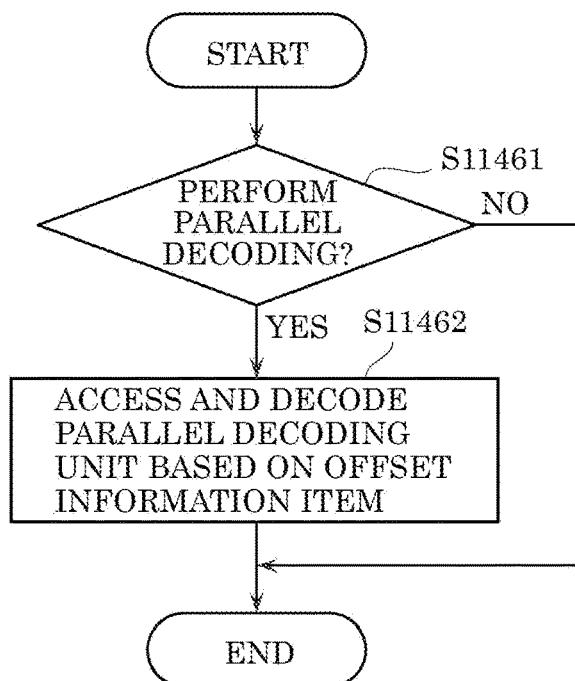 START
S11461
PERFORM
PARALLEL
DECODING?
NO
YES
S11462
ACCESS AND DECODE
PARALLEL DECODING
UNIT BASED ON OFFSET
INFORMATION ITEM
END